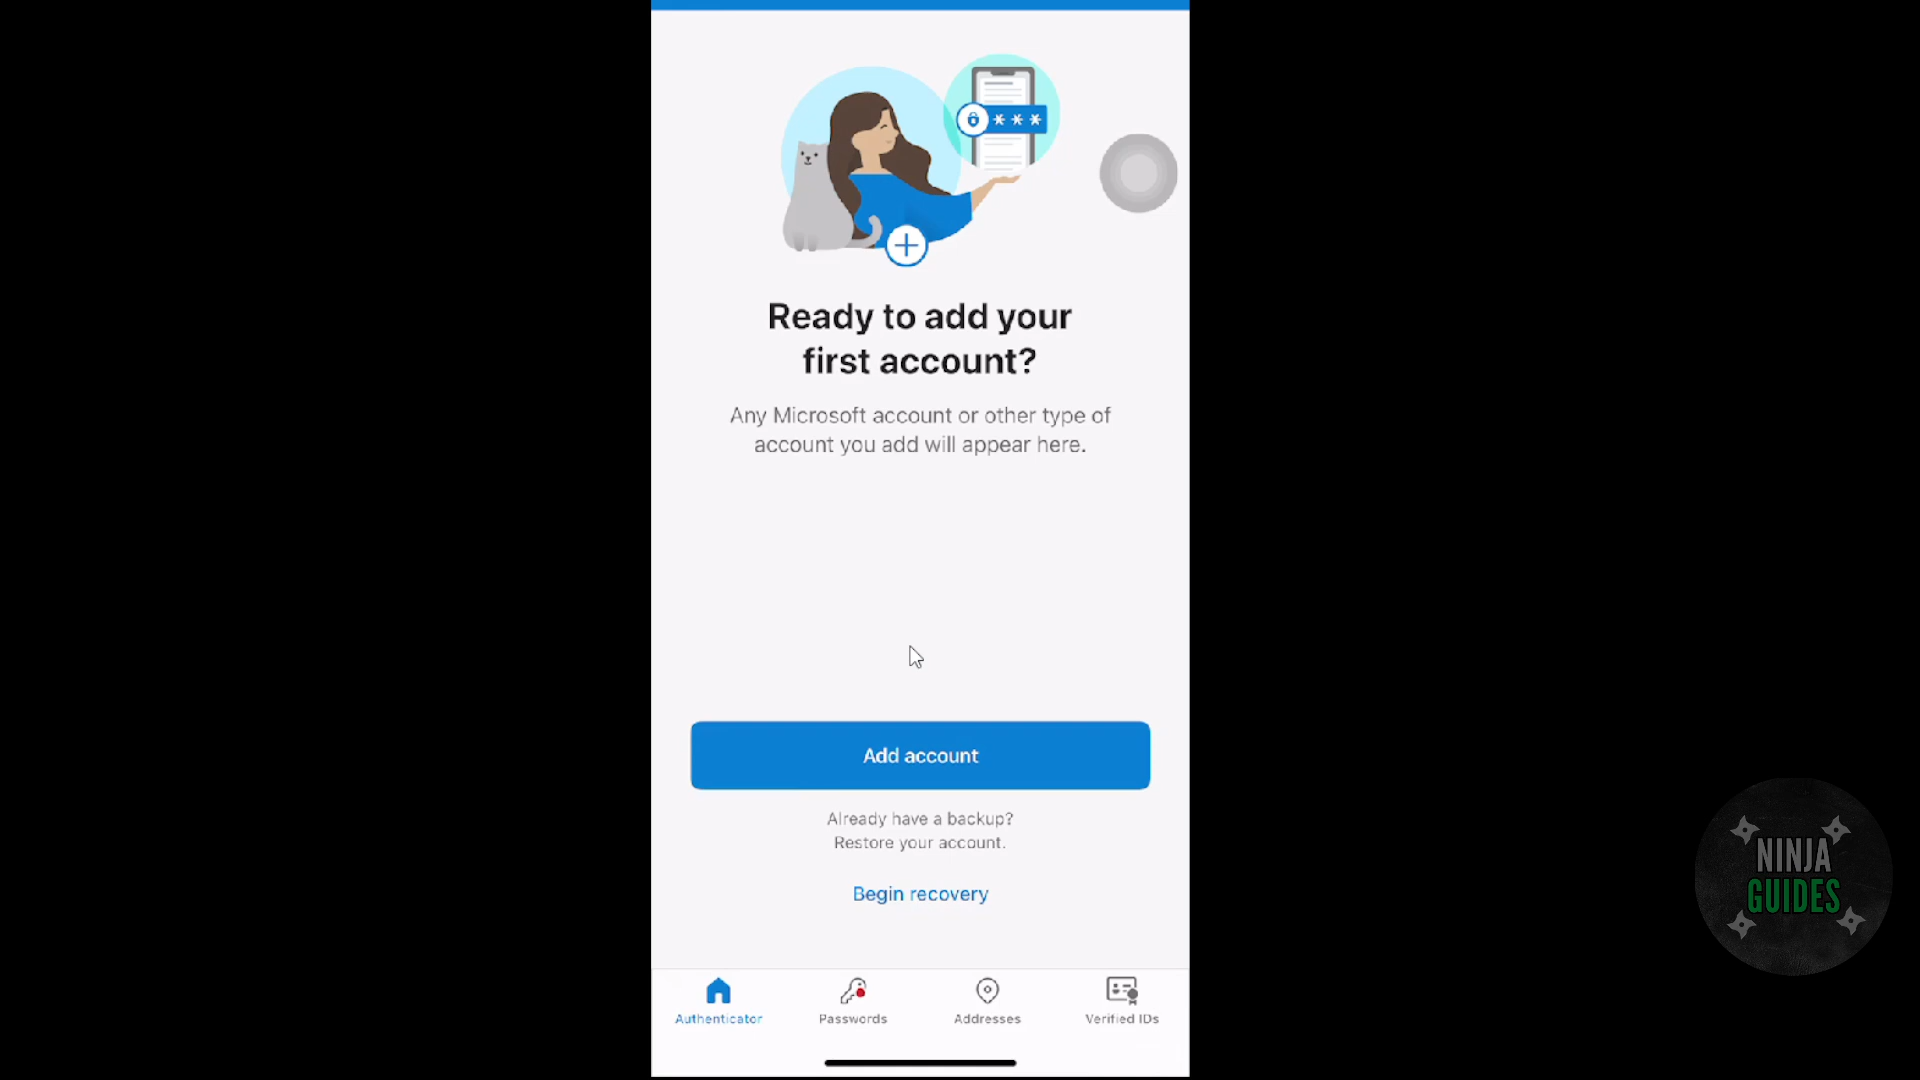 ***
Ready to add your
first account?
Any Microsoft account or other type of
account you add will appear here.
Add account
Already have a backup?
Restore your account.
Begin recovery
Authenticator
Passwords
Addresses
Verified IDs
NINJA
GUIDES